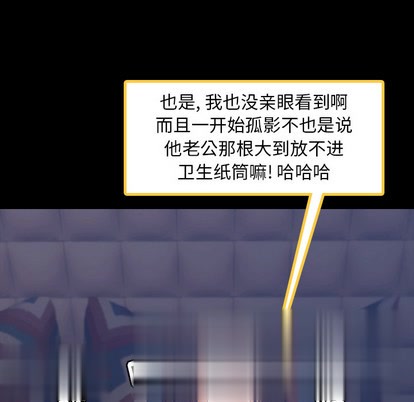 也是, 我也没亲眼看到啊
而且一开始孤影不也是说
他老公那根大到放不进
卫生纸筒嘛! 哈哈哈